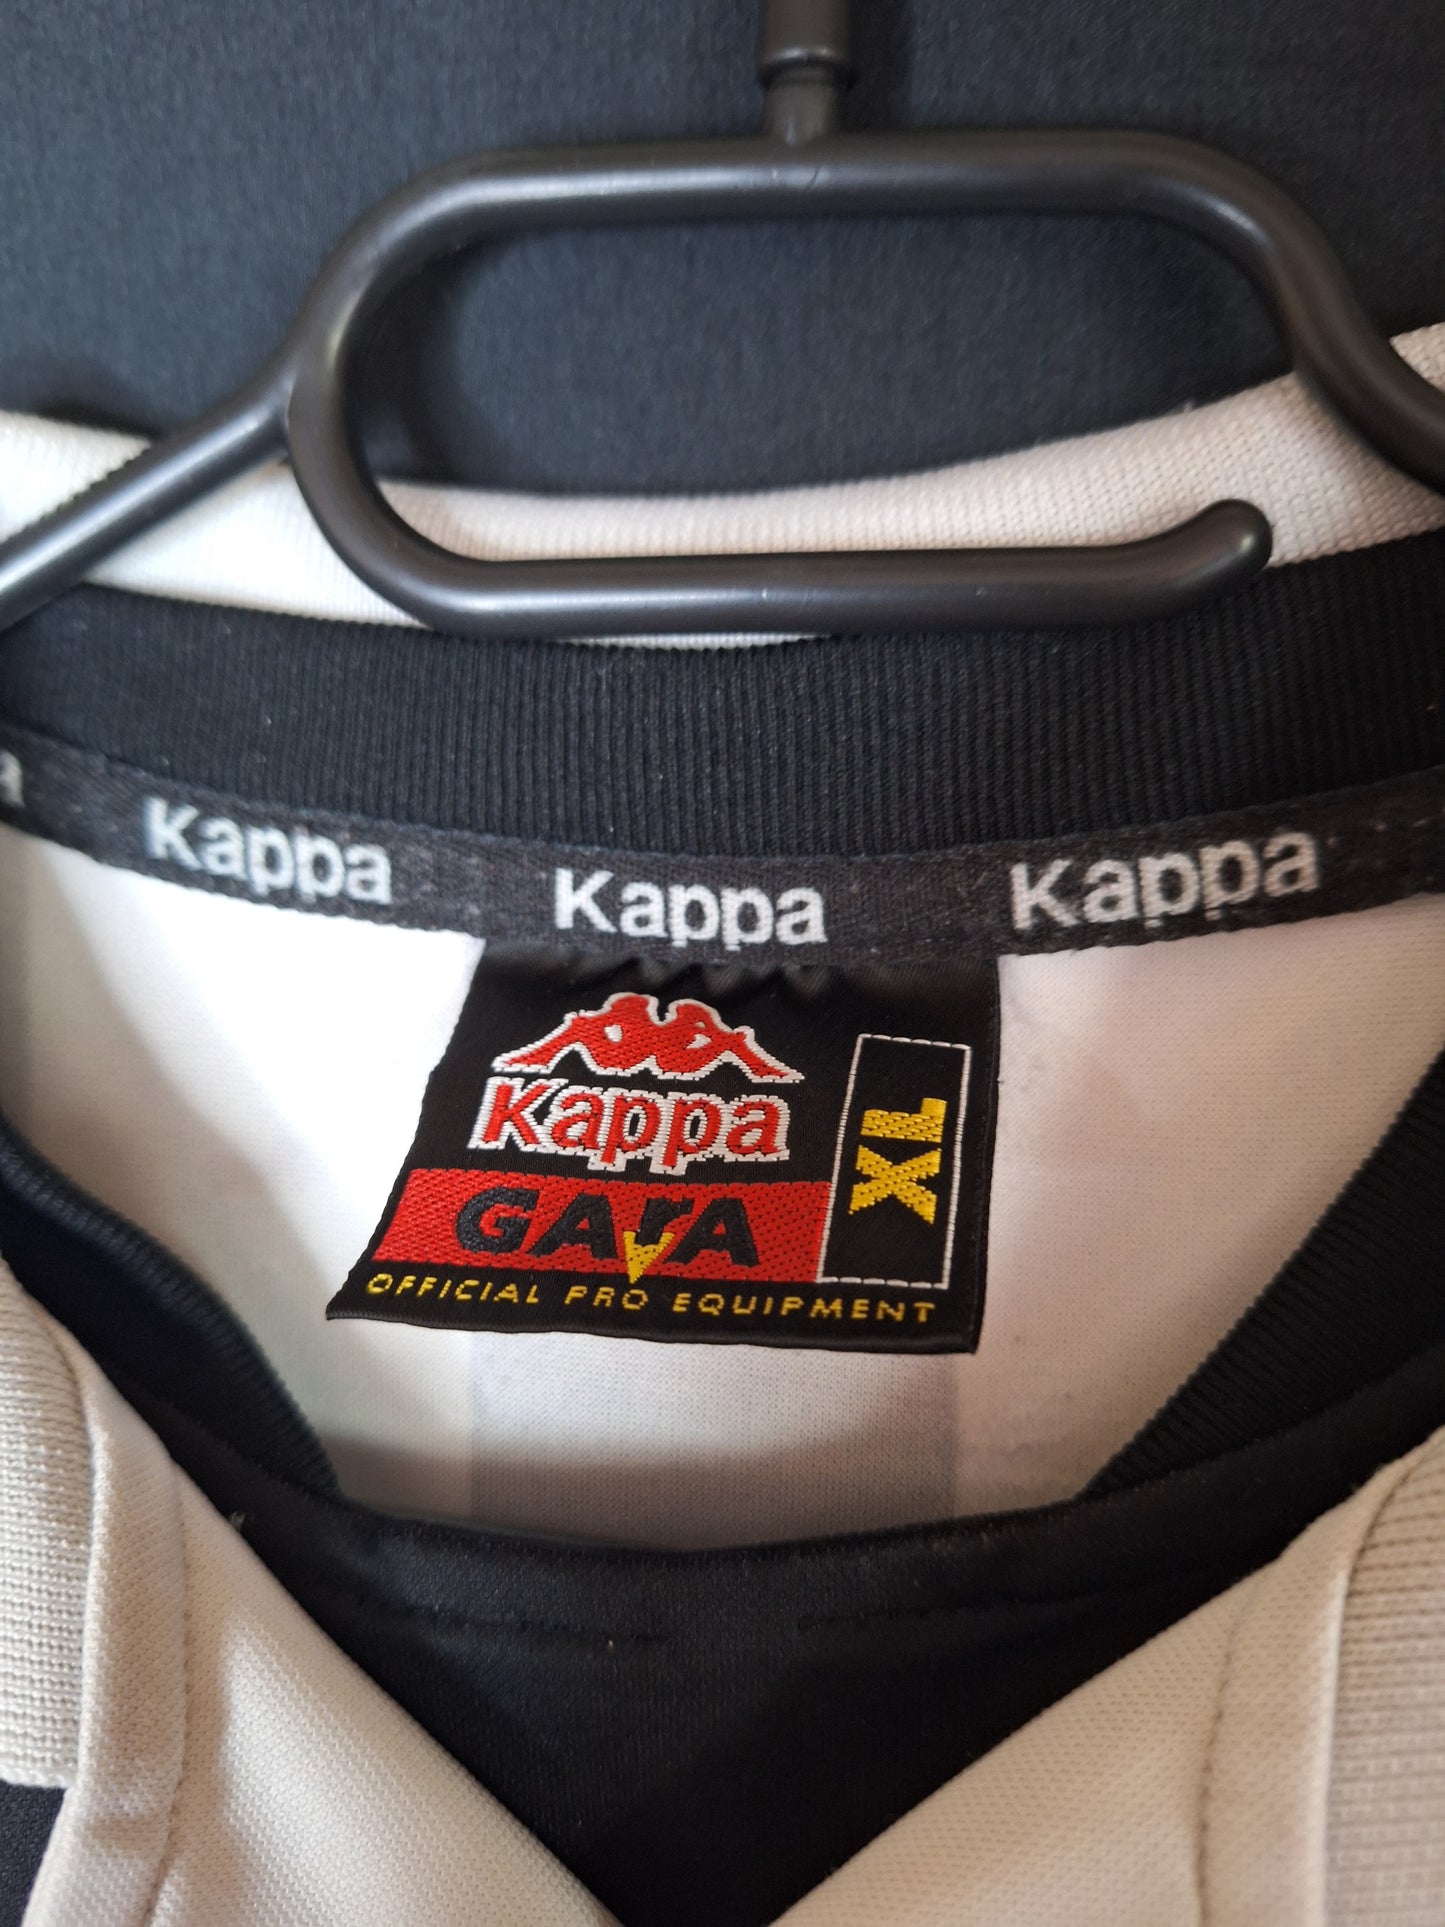 Kappa Kappa Kappa
Kappa
XL
GARA
OFFICIAL PRO EQUIPMENT